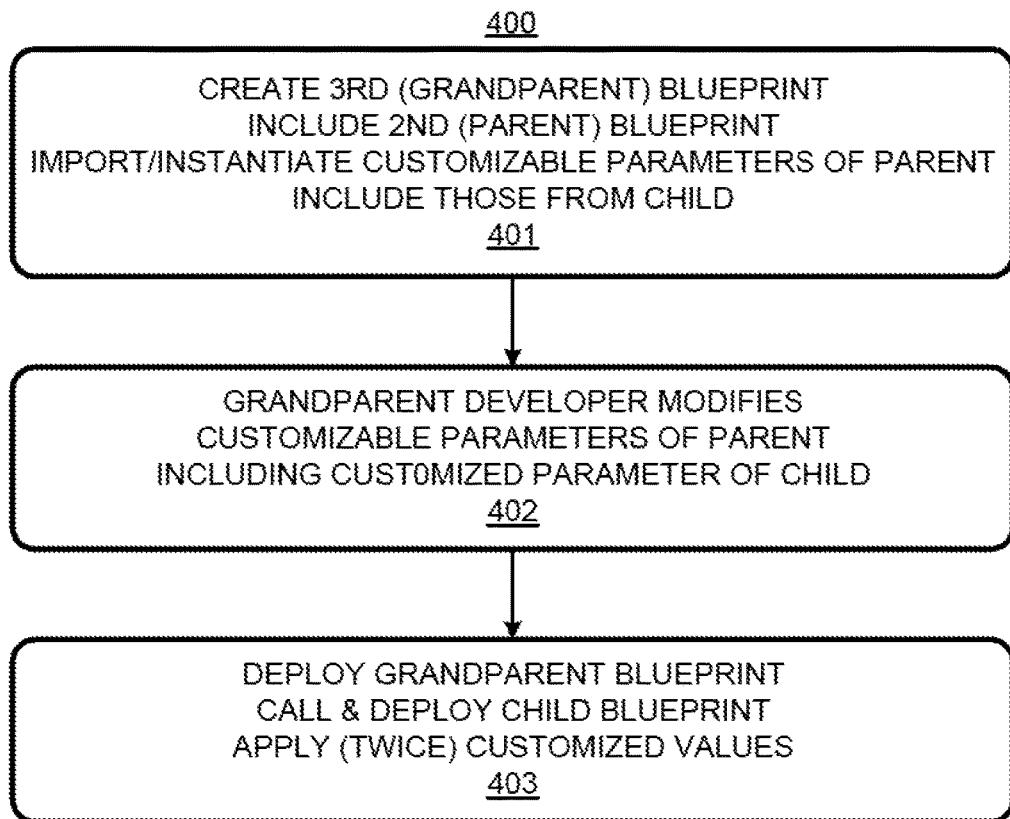 400
CREATE 3RD (GRANDPARENT) BLUEPRINT
INCLUDE 2ND (PARENT) BLUEPRINT
IMPORT/INSTANTIATE CUSTOMIZABLE PARAMETERS OF PARENT
INCLUDE THOSE FROM CHILD
401
GRANDPARENT DEVELOPER MODIFIES
CUSTOMIZABLE PARAMETERS OF PARENT
INCLUDING CUST0MIZED PARAMETER OF CHILD
402
DEPLOY GRANDPARENT BLUEPRINT
CALL & DEPLOY CHILD BLUEPRINT
APPLY (TWICE) CUSTOMIZED VALUES
403